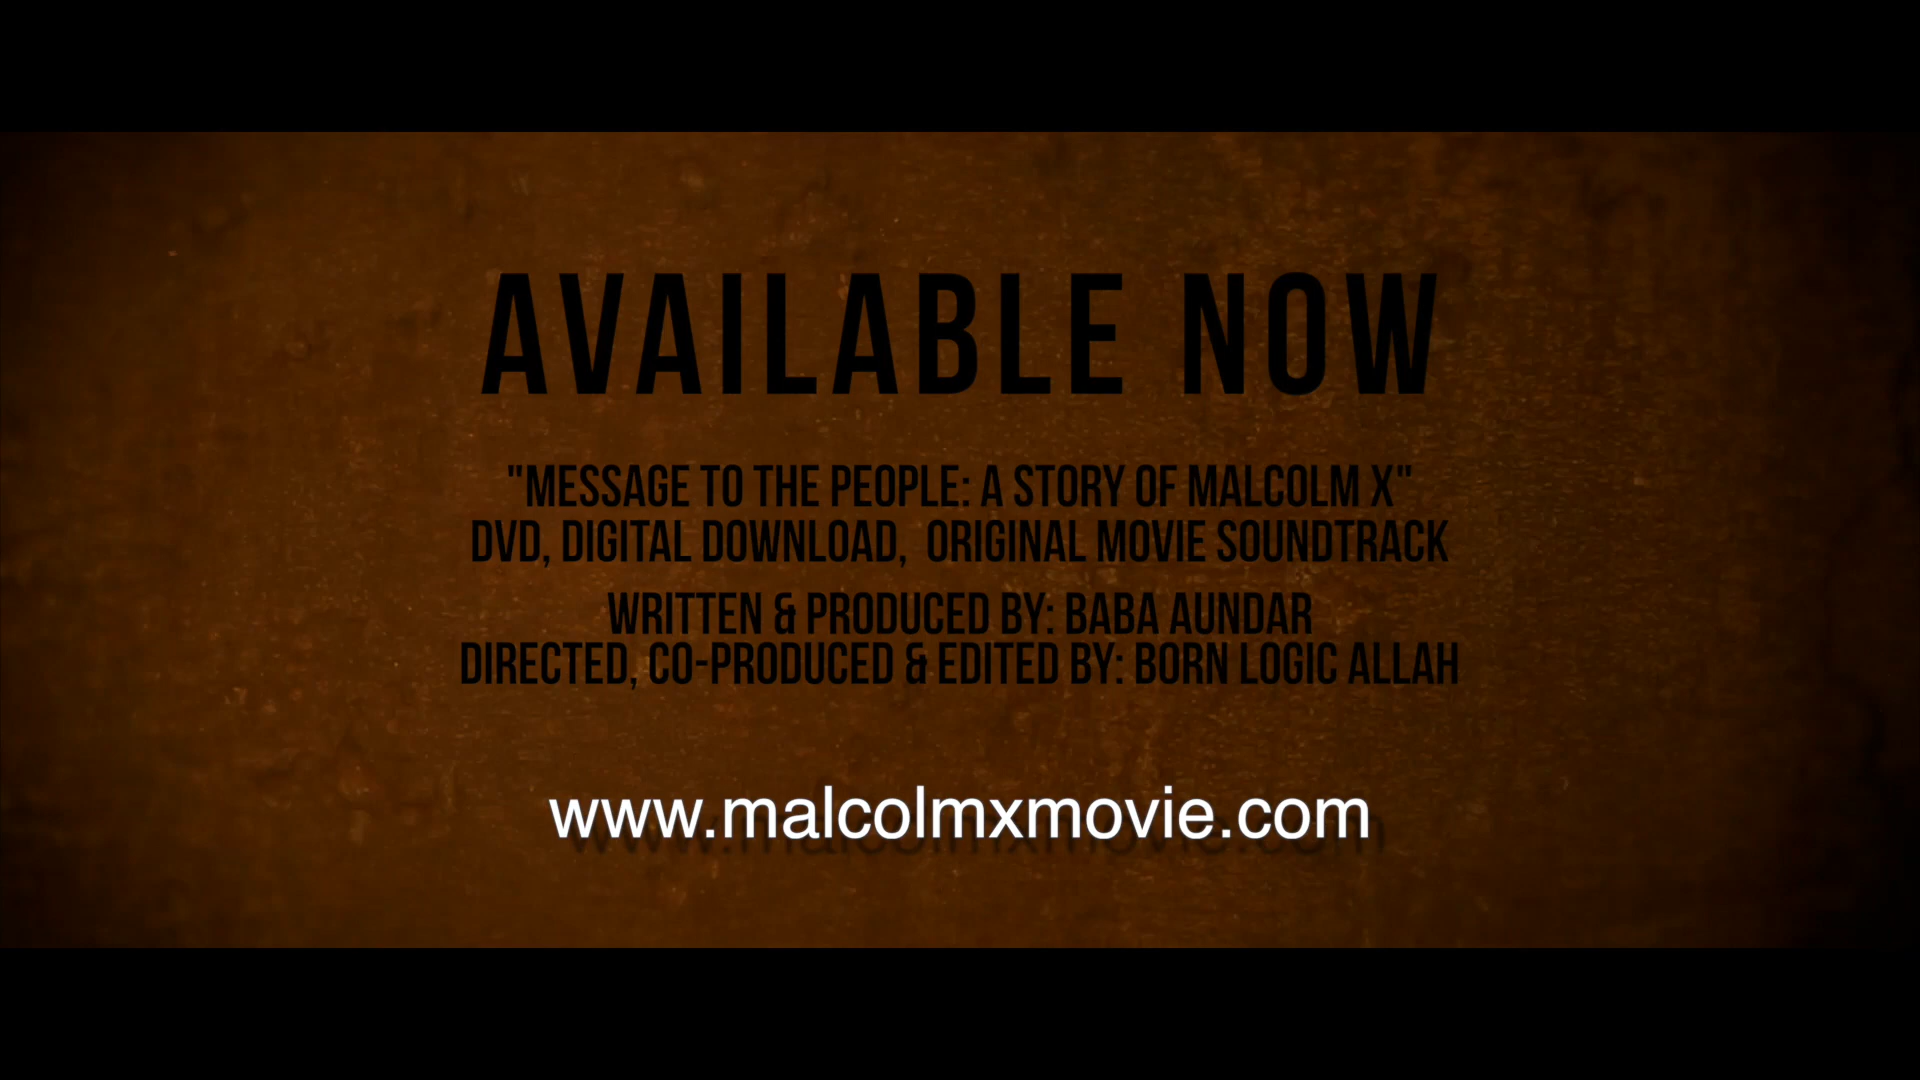 AVAILABLE NOW
"MESSAGE TO THE PEOPLE: A STORY OF MALCOLM X"
DVD, DIGITAL DOWNLOAD, ORIGINAL MOVIE SOUNDTRACK
WRITTEN & PRODUCED BY: BABA AUNDAR
DIRECTED, CO-PRODUCED & EDITED BY: BORN LOGIC ALLAH
www.malcolmxmovie.com